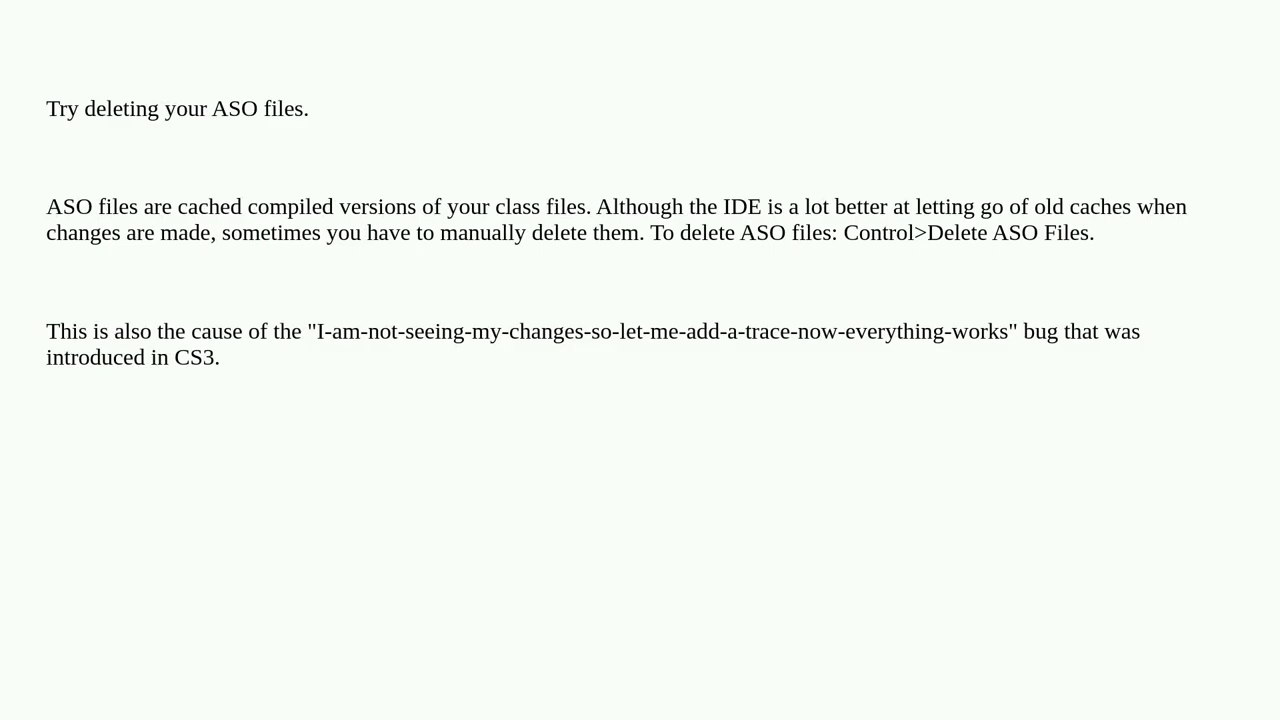 Try deleting your ASO files.
ASO files are cached compiled versions of your class files. Although the IDE is a lot better at letting go of old caches when
changes are made, sometimes you have to manually delete them. To delete ASO files: Control>Delete ASO Files.
This is also the cause of the "I-am-not-seeing-my-changes-so-let-me-add-a-trace-now-everything-works" bug that was
introduced in CS3.